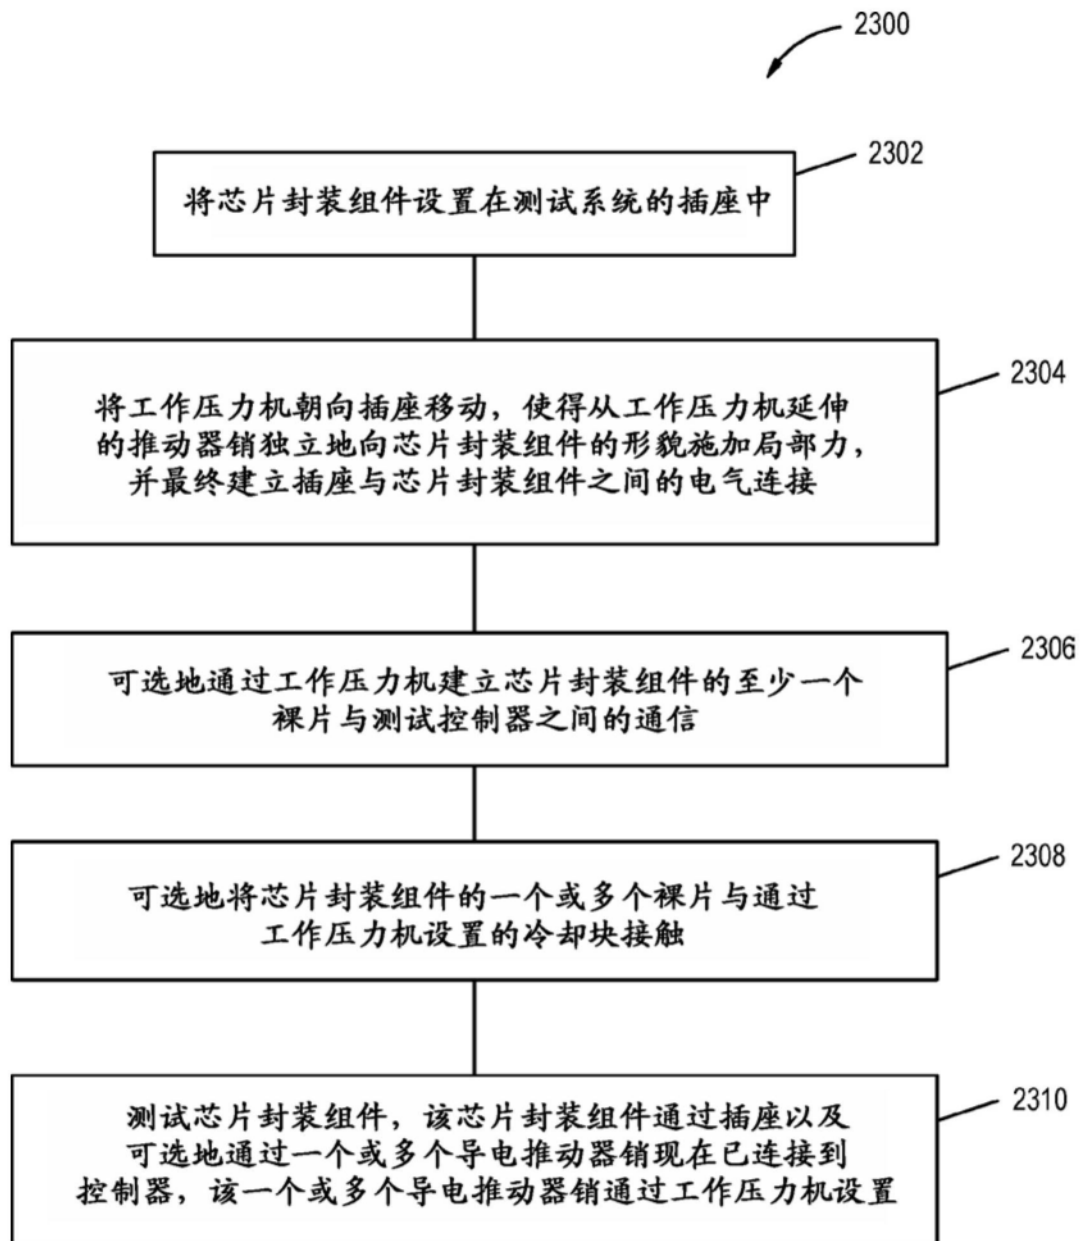 2300
2302
将芯片封装组件设置在测试系统的插座中
2304
将工作压力机朝向插座移动，使得从工作压力机延伸
的推动器销独立地向芯片封装组件的形貌施加局部力，
并最终建立插座与芯片封装组件之间的电气连接
2306
可选地通过工作压力机建立芯片封装组件的至少一个
裸片与测试控制器之间的通信
2308
可选地将芯片封装组件的一个或多个裸片与通过
工作压力机设置的冷却块接触
2310
测试芯片封装组件，该芯片封装组件通过插座以及
可选地通过一个或多个导电推动器销现在已连接到
控制器，该一个或多个导电推动器销通过工作压力机设置